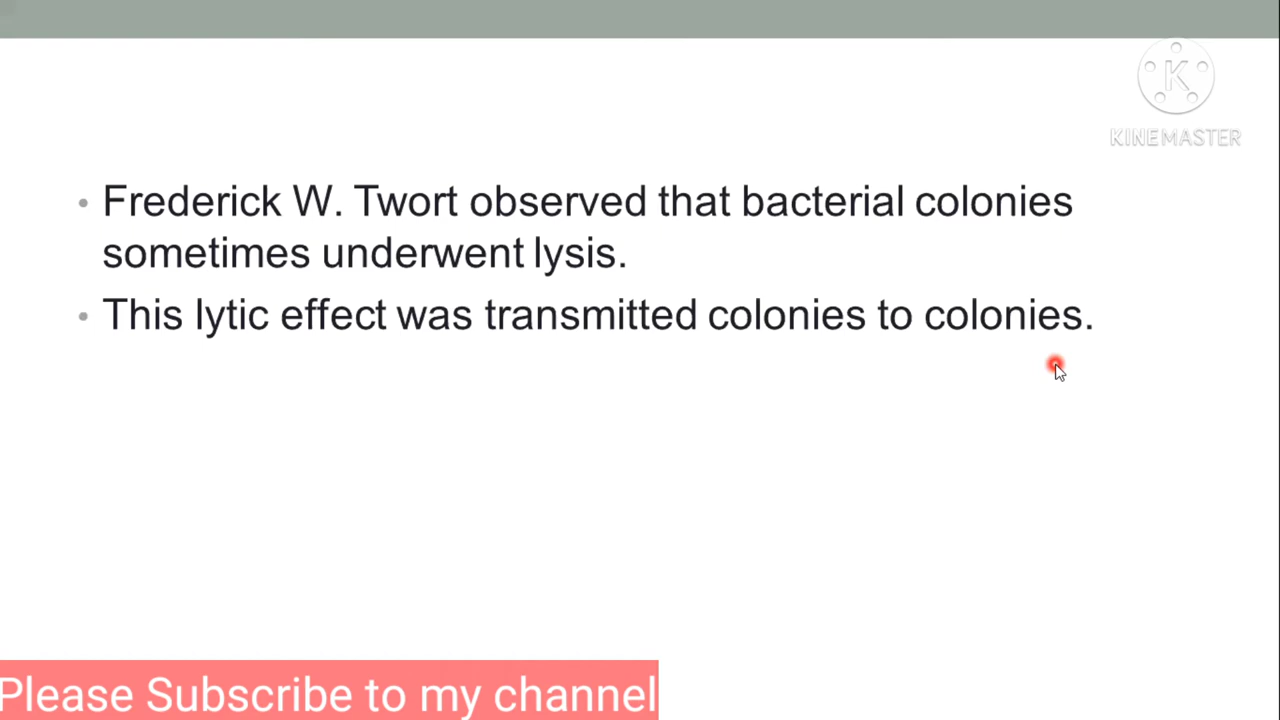 K
KINEMASTER
• Frederick W. Twort observed that bacterial colonies
sometimes underwent lysis.
• This lytic effect was transmitted colonies to colonies.
Please Subscribe to my channel